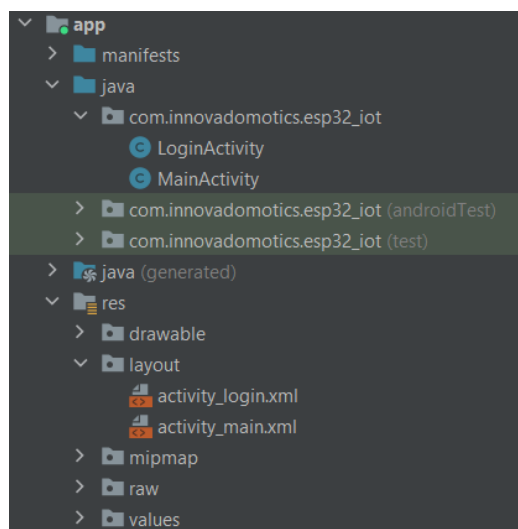 app
manifests
java
com.innovadomotics.esp32_iot
LoginActivity
MainActivity
com.innovadomotics.esp32_iot (androidTest)
com.innovadomotics.esp32_iot (test)
java (generated)
res
drawable
layout
activity_login.xml
activity_main.xml
mipmap
raw
values